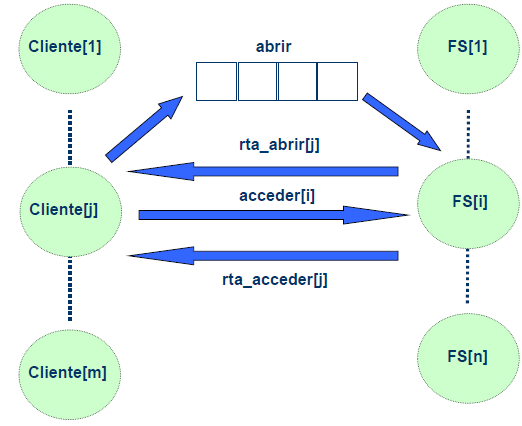 Cliente[1]
abrir
FS[1]
rta_abrir[j]
Cliente[j]
acceder[i]
FS[i]
rta_acceder[j]
Cliente[m]
FS[n]